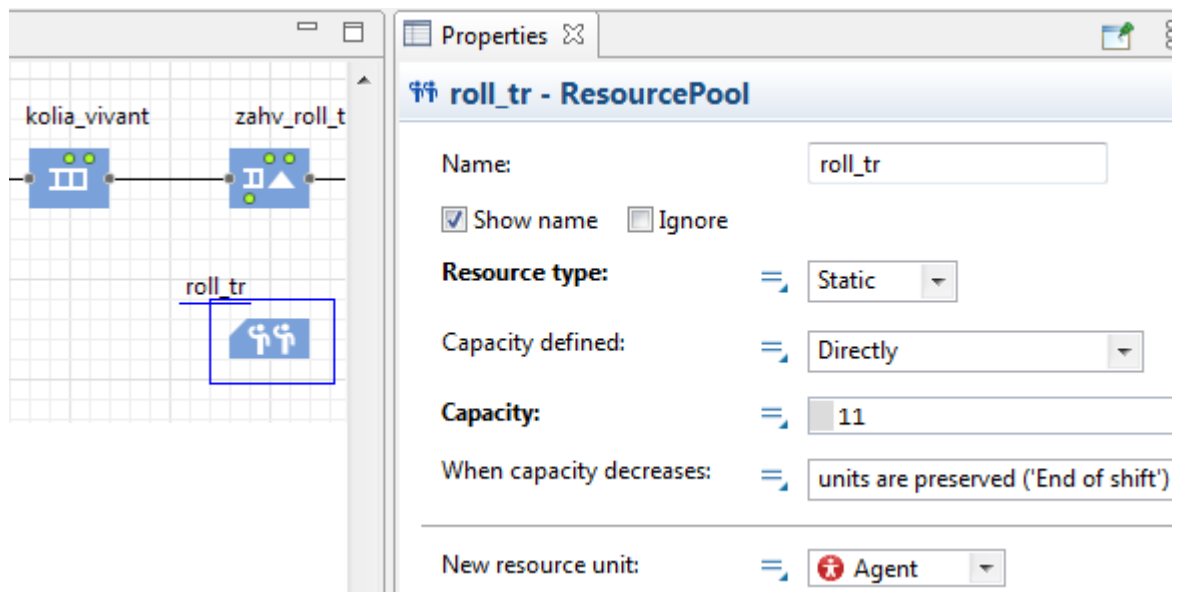 Properties
roll_tr - ResourcePool
kolia_vivant
zahv_roll_t
Name:
roll_tr
Show name
Ignore
Resource type:
Static
roll_tr
Capacity defined:
Directly
Capacity:
11
When capacity decreases:
units are preserved ('End of shift')
New resource unit:
Agent